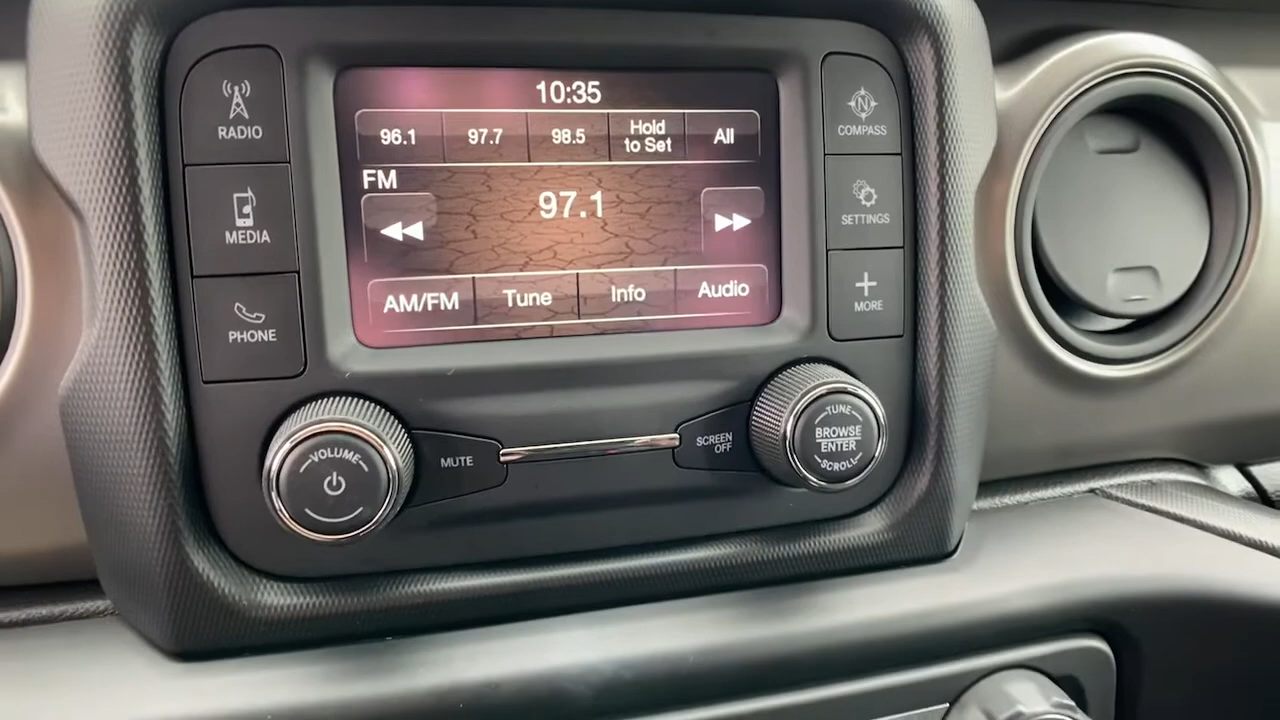 RADIO
MEDIA
PHONE
10:35
96.1
97.7
98.5
Hold
to Set
All
FM
97.1
AM/FM
Tune
Info
Audio
N
COMPASS
SETTINGS
MORE
VOLUME
MUTE
SCREEN
OFF
TUNE
BROWSE
ENTER
SCROLL